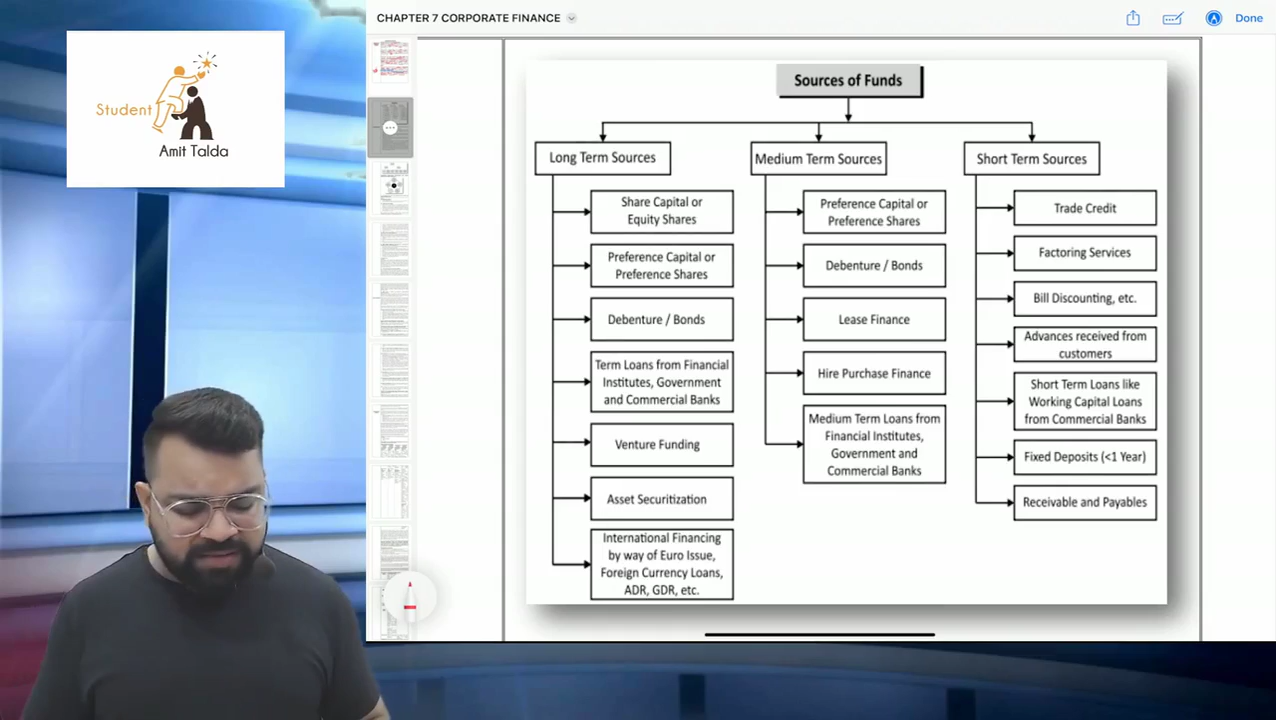 CHAPTER 7 CORPORATE FINANCE
Done
Student
Amit Talda
Sources of Funds
Long Term Sources
Share Capital or
Equity Shares
Preference Capital or
Preference Shares
Debenture / Bonds
Term Loans from Financial
Institutes, Government
and Commercial Banks
Venture Funding
Asset Securitization
International Financing
by way of Euro Issue,
Foreign Currency Loans,
ADR, GDR, etc.
Medium Term Sources
Preference Capital or
Preference Shares
Debenture / Bonds
Lease Finance
Hire Purchase Finance
Medium Term Loans from
Financial Institutes,
Government and
Commercial Banks
Short Term Sources
Trade Credit
Factoring Services
Bill Discounting, etc.
Advances received from
customers
Short Term Loans like
Working Capital Loans
from Commercial Banks
Fixed Deposits (<1 Year)
Receivable and Payables